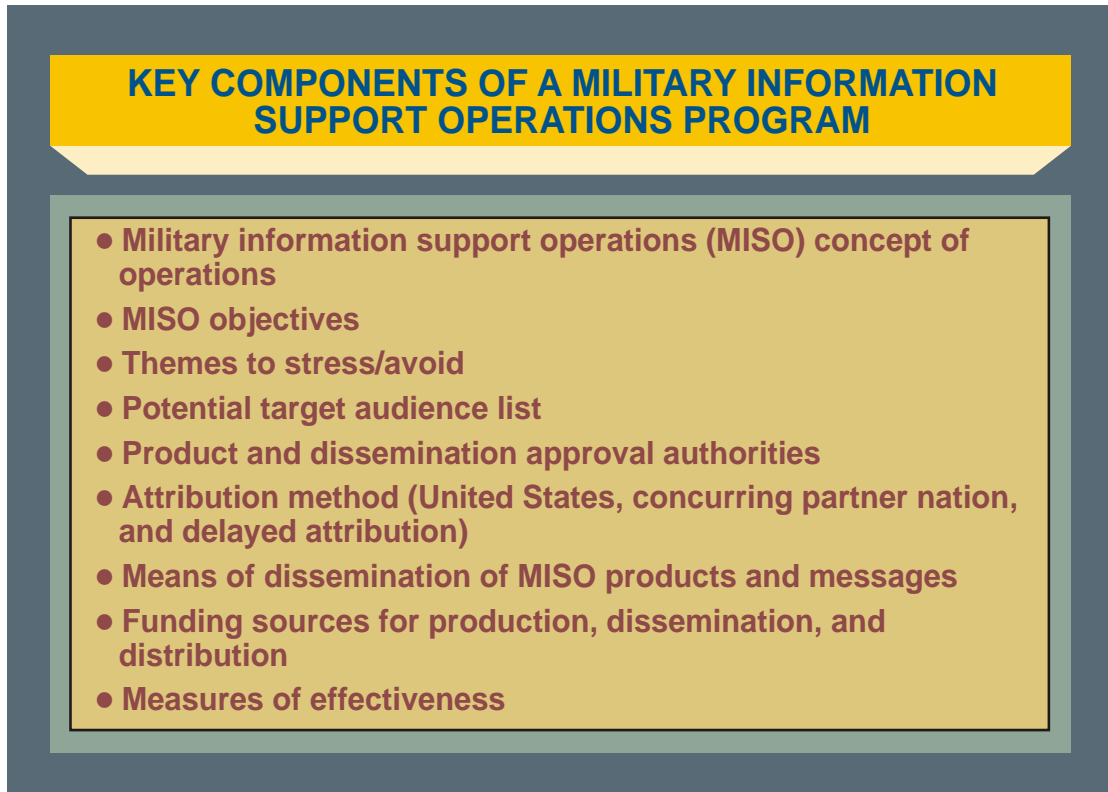 KEY COMPONENTS OF A MILITARY INFORMATION
SUPPORT OPERATIONS PROGRAM
● Military information support operations (MISO) concept of
operations
● MISO objectives
● Themes to stress/avoid
● Potential target audience list
● Product and dissemination approval authorities
● Attribution method (United States, concurring partner nation,
and delayed attribution)
● Means of dissemination of MISO products and messages
● Funding sources for production, dissemination, and
distribution
● Measures of effectiveness